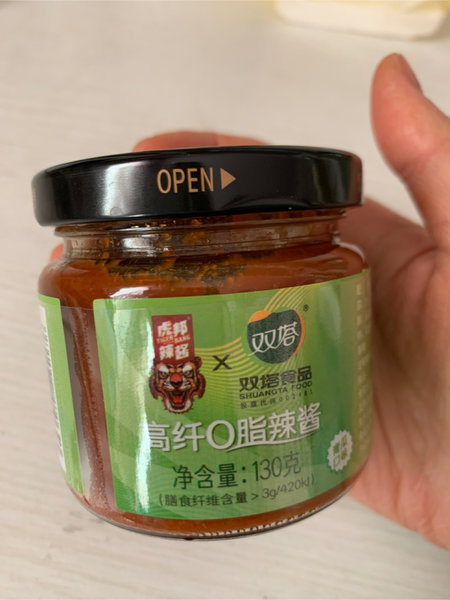 OPEN▶
虎邦
TIGER BANG
辣酱
X
双塔
®
双塔食品
SHUANGTA FOOD
高纤0脂辣酱
净含量:130克
(膳食纤维含量>3g/420kJ)